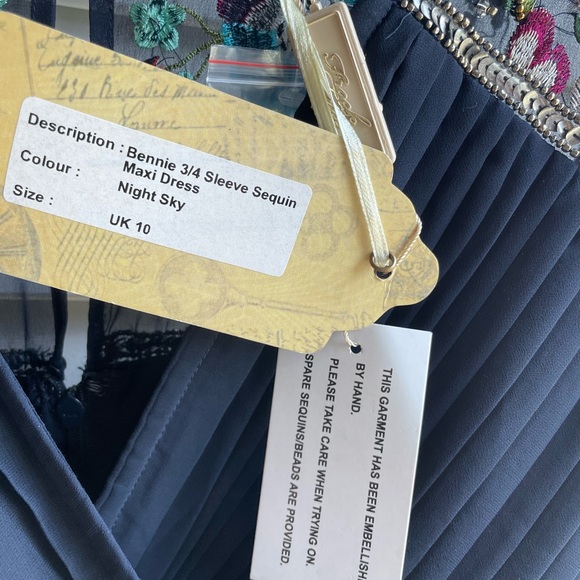 Description : Bennie 3/4 Sleeve Sequin
Maxi Dress
Colour : Night Sky
Size : UK 10
THIS GARMENT HAS BEEN EMBELLISH
BY HAND.
PLEASE TAKE CARE WHEN TRYING ON.
SPARE SEQUINS/BEADS ARE PROVIDED.